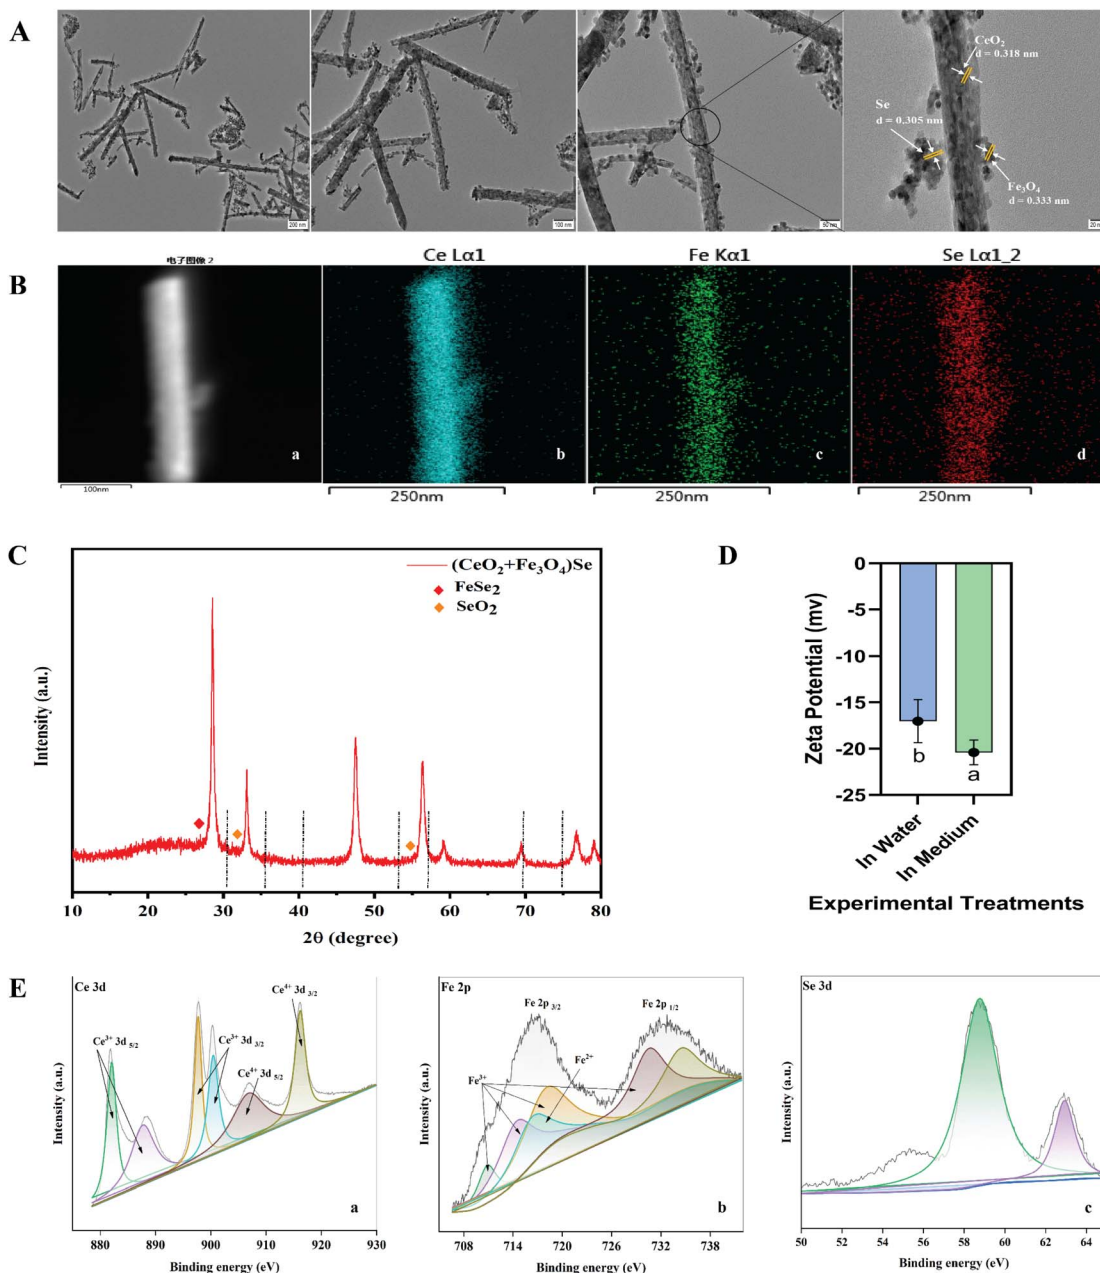 A
CeO2
d = 0.318 nm
Se
d = 0.305 nm
Fe3O4
d = 0.333 nm
200 nm
100 nm
50 nm
20 n
B
电子图像 2
Ce Lα1
Fe Kα1
Se Lα1_2
a
b
c
d
100nm
250nm
250nm
250nm
C
(CeO2+Fe3O4)Se
FeSe2
SeO2
Intensity (a.u.)
10 20 30 40 50 60 70 80
2θ (degree)
D
Zeta Potential (mv)
0
-5
-10
-15
-20
-25
b
a
In Water
In Medium
Experimental Treatments
E
Ce 3d
Ce3+ 3d 5/2
Ce3+ 3d 3/2
Ce4+ 3d 5/2
Ce4+ 3d 3/2
Intensity (a.u.)
a
880 890 900 910 920 930
Binding energy (eV)
Fe 2p
Fe 2p 3/2
Fe 2p 1/2
Fe2+
Fe3+
Intensity (a.u.)
b
708 714 720 726 732 738
Binding energy (eV)
Se 3d
Intensity (a.u.)
c
50 52 54 56 58 60 62 64
Binding energy (eV)